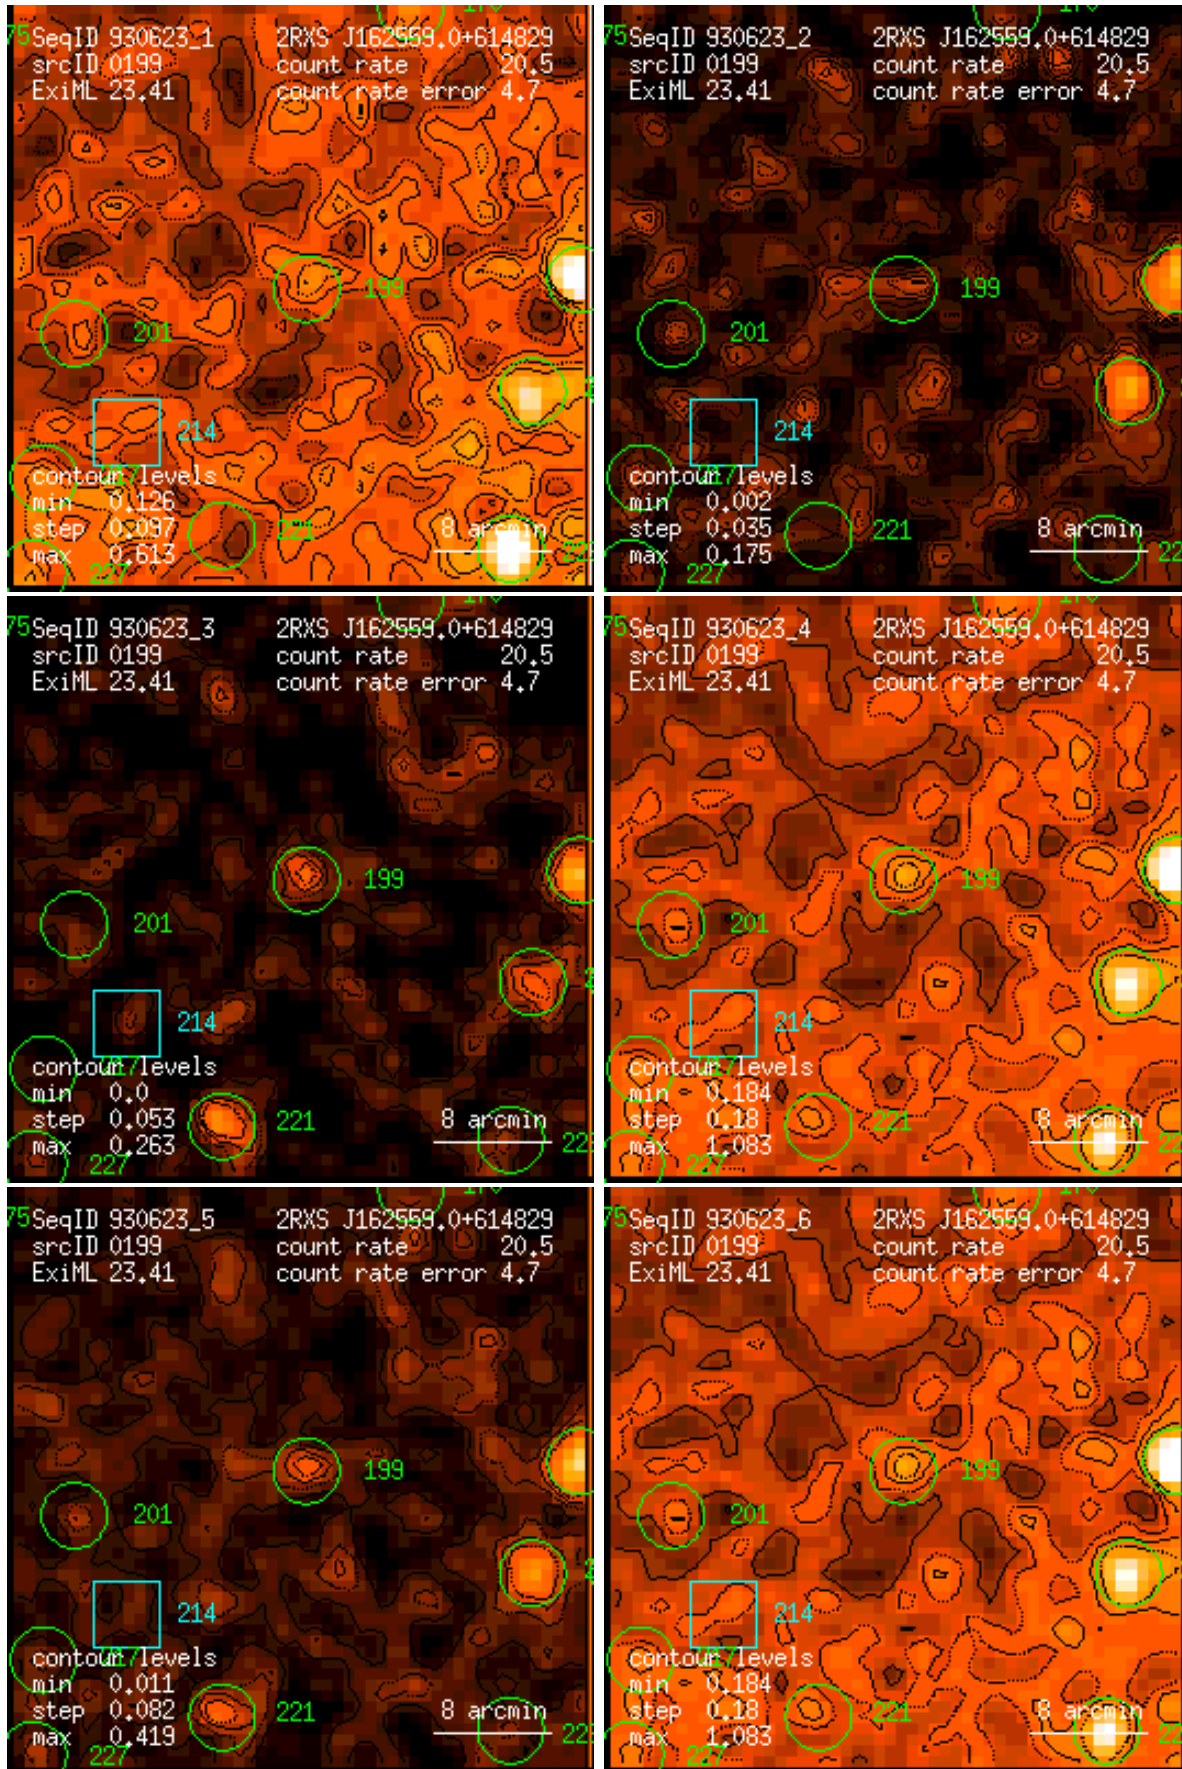 75 SeqID 930623_1 2RXS J162559.0+614829
srcID 0199 count rate 20.5
ExiML 23.41 count rate error 4.7
199
201
214
contour levels
min 0.126
step 0.097 221 8 arcmin
max 0.613
227
75 SeqID 930623_2 2RXS J162559.0+614829
srcID 0199 count rate 20.5
ExiML 23.41 count rate error 4.7
199
201
214
contour levels
min 0.002
step 0.035 221 8 arcmin
max 0.175
227
75 SeqID 930623_3 2RXS J162559.0+614829
srcID 0199 count rate 20.5
ExiML 23.41 count rate error 4.7
199
201
214
contour levels
min 0.0
step 0.053 221 8 arcmin
max 0.263
227
75 SeqID 930623_4 2RXS J162559.0+614829
srcID 0199 count rate 20.5
ExiML 23.41 count rate error 4.7
199
201
214
contour levels
min 0.184
step 0.18 221 8 arcmin
max 1.083
227
75 SeqID 930623_5 2RXS J162559.0+614829
srcID 0199 count rate 20.5
ExiML 23.41 count rate error 4.7
199
201
214
contour levels
min 0.011
step 0.082 221 8 arcmin
max 0.419
227
75 SeqID 930623_6 2RXS J162559.0+614829
srcID 0199 count rate 20.5
ExiML 23.41 count rate error 4.7
199
201
214
contour levels
min 0.184
step 0.18 221 8 arcmin
max 1.083
227